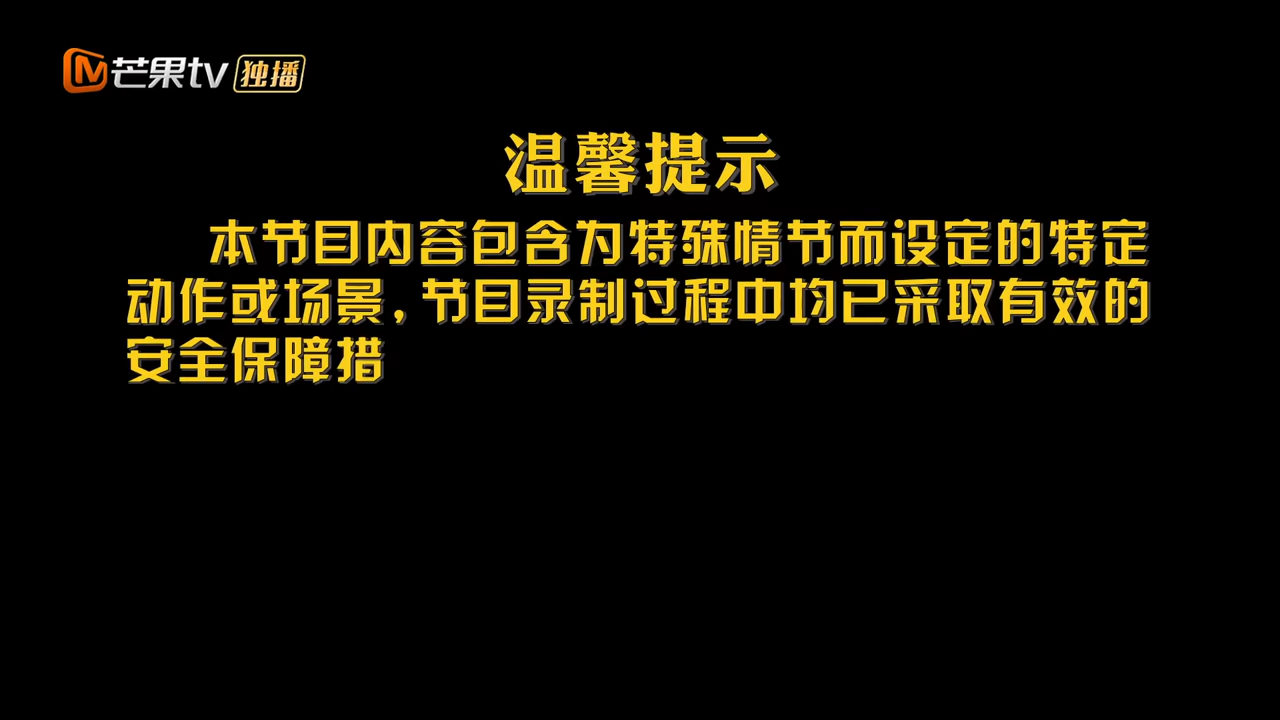 芒果tv 独播
温馨提示
本节目内容包含为特殊情节而设定的特定
动作或场景,节目录制过程中均已采取有效的
安全保障措